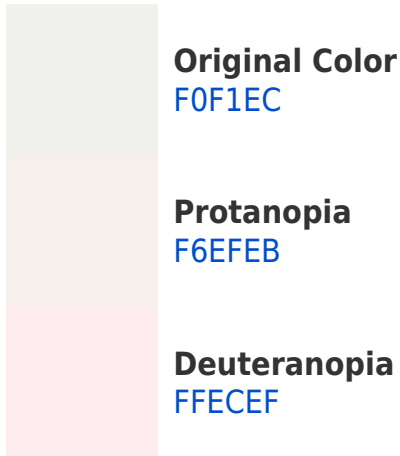 Original Color
F0F1EC
Protanopia
F6EFEB
Deuteranopia
FFECEF